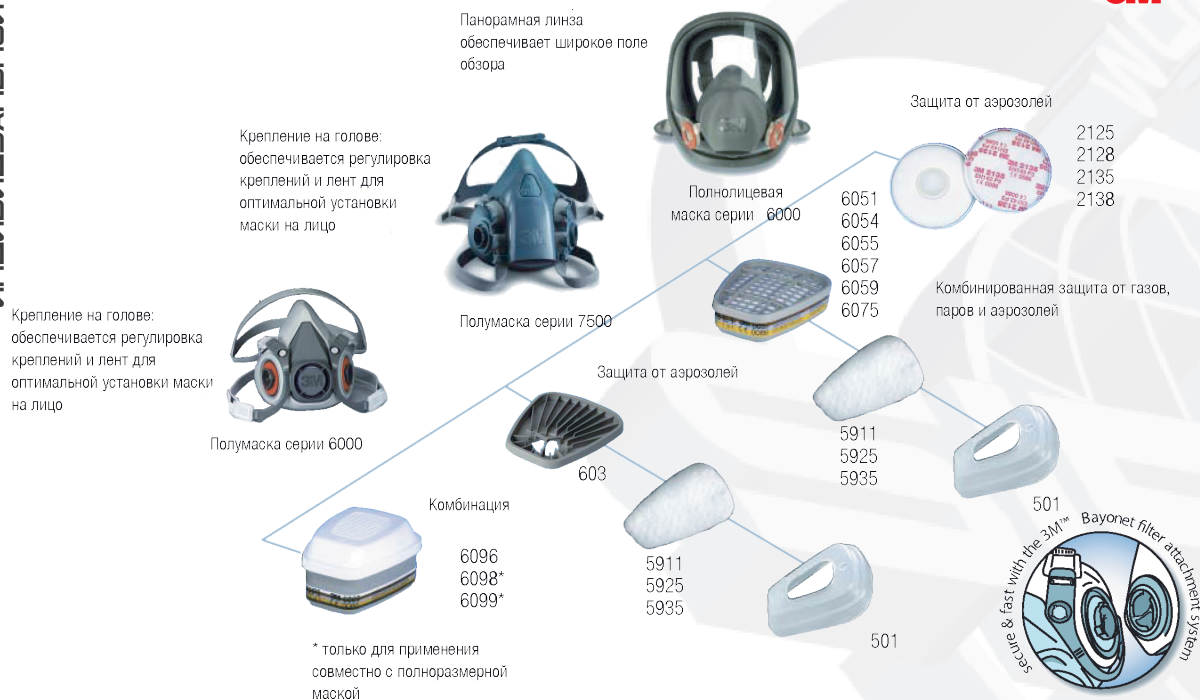 3M
Панорамная линза
обеспечивает широкое поле
обзора
Защита от аэрозолей
2125
2128
2135
2138
3M 2135
Крепление на голове:
обеспечивается регулировка
креплений и лент для
оптимальной установки
маски на лицо
Полнолицевая
маска серии 6000
6051
6054
6055
6057
6059
6075
Комбинированная защита от газов,
паров и аэрозолей
Крепление на голове:
обеспечивается регулировка
креплений и лент для
оптимальной установки маски
на лицо
Полумаска серии 7500
3M
Полумаска серии 6000
Защита от аэрозолей
603
5911
5925
5935
501
Комбинация
6096
6098*
6099*
5911
5925
5935
501
* только для применения
совместно с полноразмерной
маской
secure & fast with the 3M™ Bayonet filter attachment system